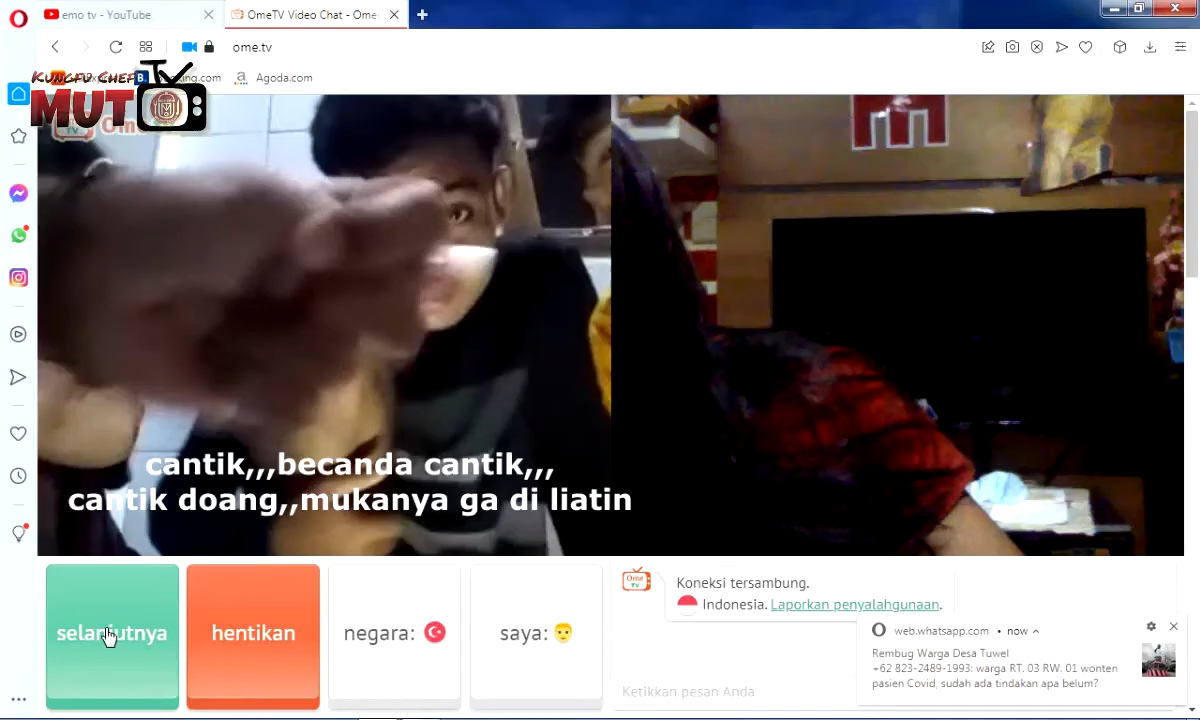 emo tv - YouTube
OmeTV Video Chat - Ome
ome.tv
KUNGFU CHEF
TV
MUT
Agoda.com
cantik,,,becanda cantik,,,
cantik doang,,mukanya ga di liatin
selanjutnya
hentikan
negara:
saya:
Ome
TV
Koneksi tersambung.
Indonesia. Laporkan penyalahgunaan.
Ketikkan pesan Anda
web.whatsapp.com • now
Rembug Warga Desa Tuwel
+62 823-2489-1993: warga RT. 03 RW. 01 wonten
pasien Covid, sudah ada tindakan apa belum?